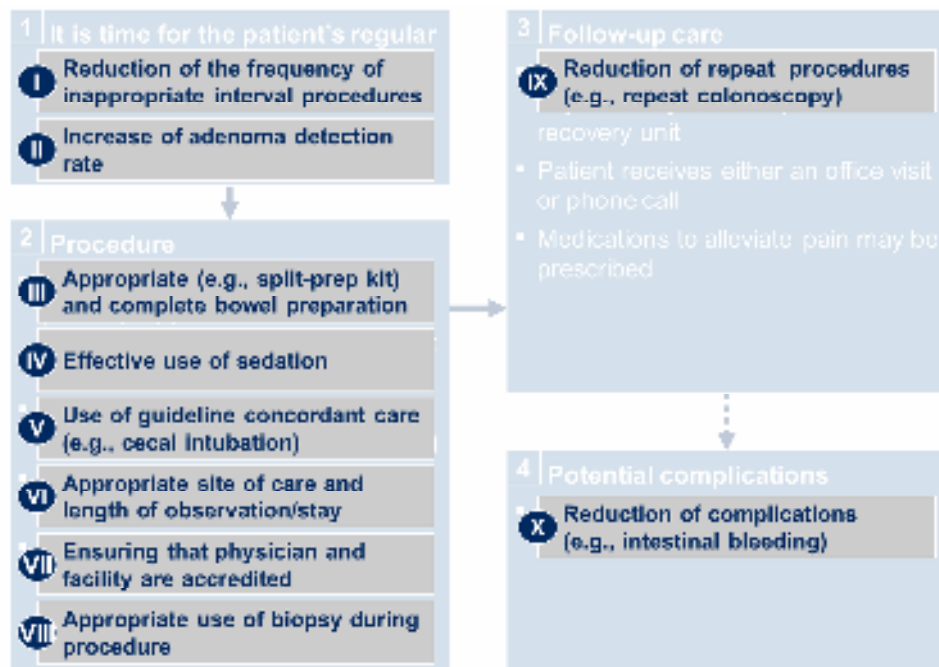 1 It is time for the patient's regular
I Reduction of the frequency of
inappropriate interval procedures
II Increase of adenoma detection
rate
2 Procedure
III Appropriate (e.g., split-prep kit)
and complete bowel preparation
IV Effective use of sedation
V Use of guideline concordant care
(e.g., cecal intubation)
VI Appropriate site of care and
length of observation/stay
VII Ensuring that physician and
facility are accredited
VIII Appropriate use of biopsy during
procedure
3 Follow-up care
IX Reduction of repeat procedures
(e.g., repeat colonoscopy)
recovery unit
▪ Patient receives either an office visit
or phone call
▪ Medications to alleviate pain may be
prescribed
4 Potential complications
X Reduction of complications
(e.g., intestinal bleeding)